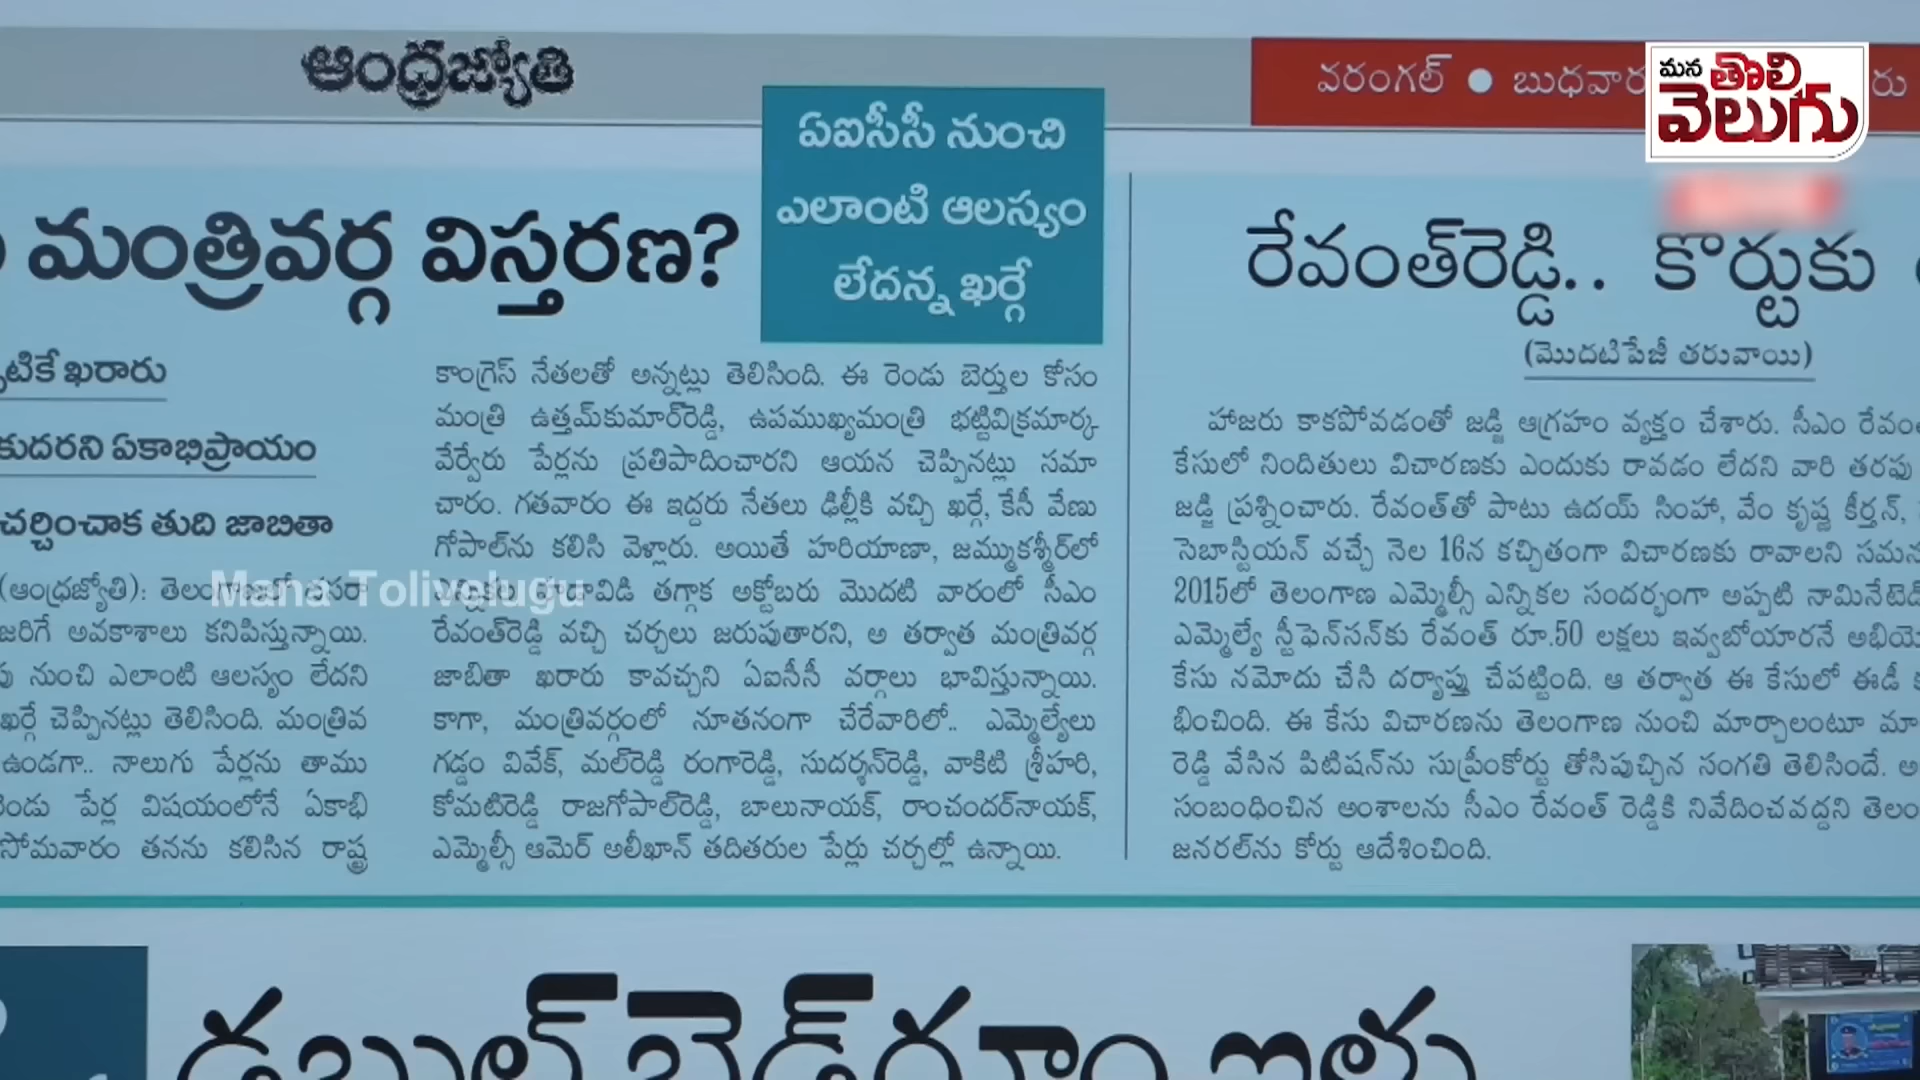 ఆంధ్రజ్యోతి
వరంగల్ ● బుధవారం
మన
తొలి
వెలుగు
మంత్రివర్గ విస్తరణ?
ఏఐసీసీ నుంచి
ఎలాంటి ఆలస్యం
లేదన్న ఖర్గే
ఖరారు
కుదరని ఏకాభిప్రాయం
చర్చించాక తుది జాబితా
(ఆంధ్రజ్యోతి):
జరిగే అవకాశాలు కనిపిస్తున్నాయి.
నుంచి ఎలాంటి ఆలస్యం లేదని
ఖర్గే చెప్పినట్లు తెలిసింది. మంత్రివ
ఉండగా.. నాలుగు పేర్లను తాము
పేర్ల విషయంలోనే ఏకాభి
సోమవారం తనను కలిసిన రాష్ట్ర
కాంగ్రెస్ నేతలతో అన్నట్లు తెలిసింది. ఈ రెండు బెర్తుల కోసం
మంత్రి ఉత్తమ్‌కుమార్‌రెడ్డి, ఉపముఖ్యమంత్రి భట్టివిక్రమార్క
వేర్వేరు పేర్లను ప్రతిపాదించారని ఆయన చెప్పినట్లు సమా
చారం. గతవారం ఈ ఇద్దరు నేతలు ఢిల్లీకి వచ్చి ఖర్గే, కేసీ వేణు
గోపాల్‌ను కలిసి వెళ్లారు. అయితే హరియాణా, జమ్ముకశ్మీర్‌లో
తగ్గాక అక్టోబరు మొదటి వారంలో సీఎం
రేవంత్‌రెడ్డి వచ్చి చర్చలు జరుపుతారని, ఆ తర్వాత మంత్రివర్గ
జాబితా ఖరారు కావచ్చని ఏఐసీసీ వర్గాలు భావిస్తున్నాయి.
కాగా, మంత్రివర్గంలో నూతనంగా చేరేవారిలో.. ఎమ్మెల్యేలు
గడ్డం వివేక్, మల్‌రెడ్డి రంగారెడ్డి, సుదర్శన్‌రెడ్డి, వాకిటి శ్రీహరి,
కోమటిరెడ్డి రాజగోపాల్‌రెడ్డి, బాలునాయక్, రాంచందర్‌నాయక్,
ఎమ్మెల్సీ ఆమెర్ అలీఖాన్ తదితరుల పేర్లు చర్చల్లో ఉన్నాయి.
Mana Tolivelugu
రేవంత్‌రెడ్డి.. కోర్టుకు
(మొదటిపేజీ తరువాయి)
హాజరు కాకపోవడంతో జడ్జి ఆగ్రహం వ్యక్తం చేశారు. సీఎం
కేసులో నిందితులు విచారణకు ఎందుకు రావడం లేదని వారి తరఫు
జడ్జి ప్రశ్నించారు. రేవంత్‌తో పాటు ఉదయ్ సింహా, వేం కృష్ణ కీర్తన్,
సెబాస్టియన్ వచ్చే నెల 16న కచ్చితంగా విచారణకు రావాలని
2015లో తెలంగాణ ఎమ్మెల్సీ ఎన్నికల సందర్భంగా అప్పటి నామినేటెడ్
ఎమ్మెల్యే స్టీఫెన్‌సన్‌కు రేవంత్ రూ.50 లక్షలు ఇవ్వబోయారనే
కేసు నమోదు చేసి దర్యాప్తు చేపట్టింది. ఆ తర్వాత ఈ కేసులో ఈడీ
భించింది. ఈ కేసు విచారణను తెలంగాణ నుంచి మార్చాలంటూ
రెడ్డి వేసిన పిటిషన్‌ను సుప్రీంకోర్టు తోసిపుచ్చిన సంగతి తెలిసిందే.
సంబంధించిన అంశాలను సీఎం రేవంత్ రెడ్డికి నివేదించవద్దని
జనరల్‌ను కోర్టు ఆదేశించింది.
డబుల్ బెడ్‌రూం ఇళ్లు